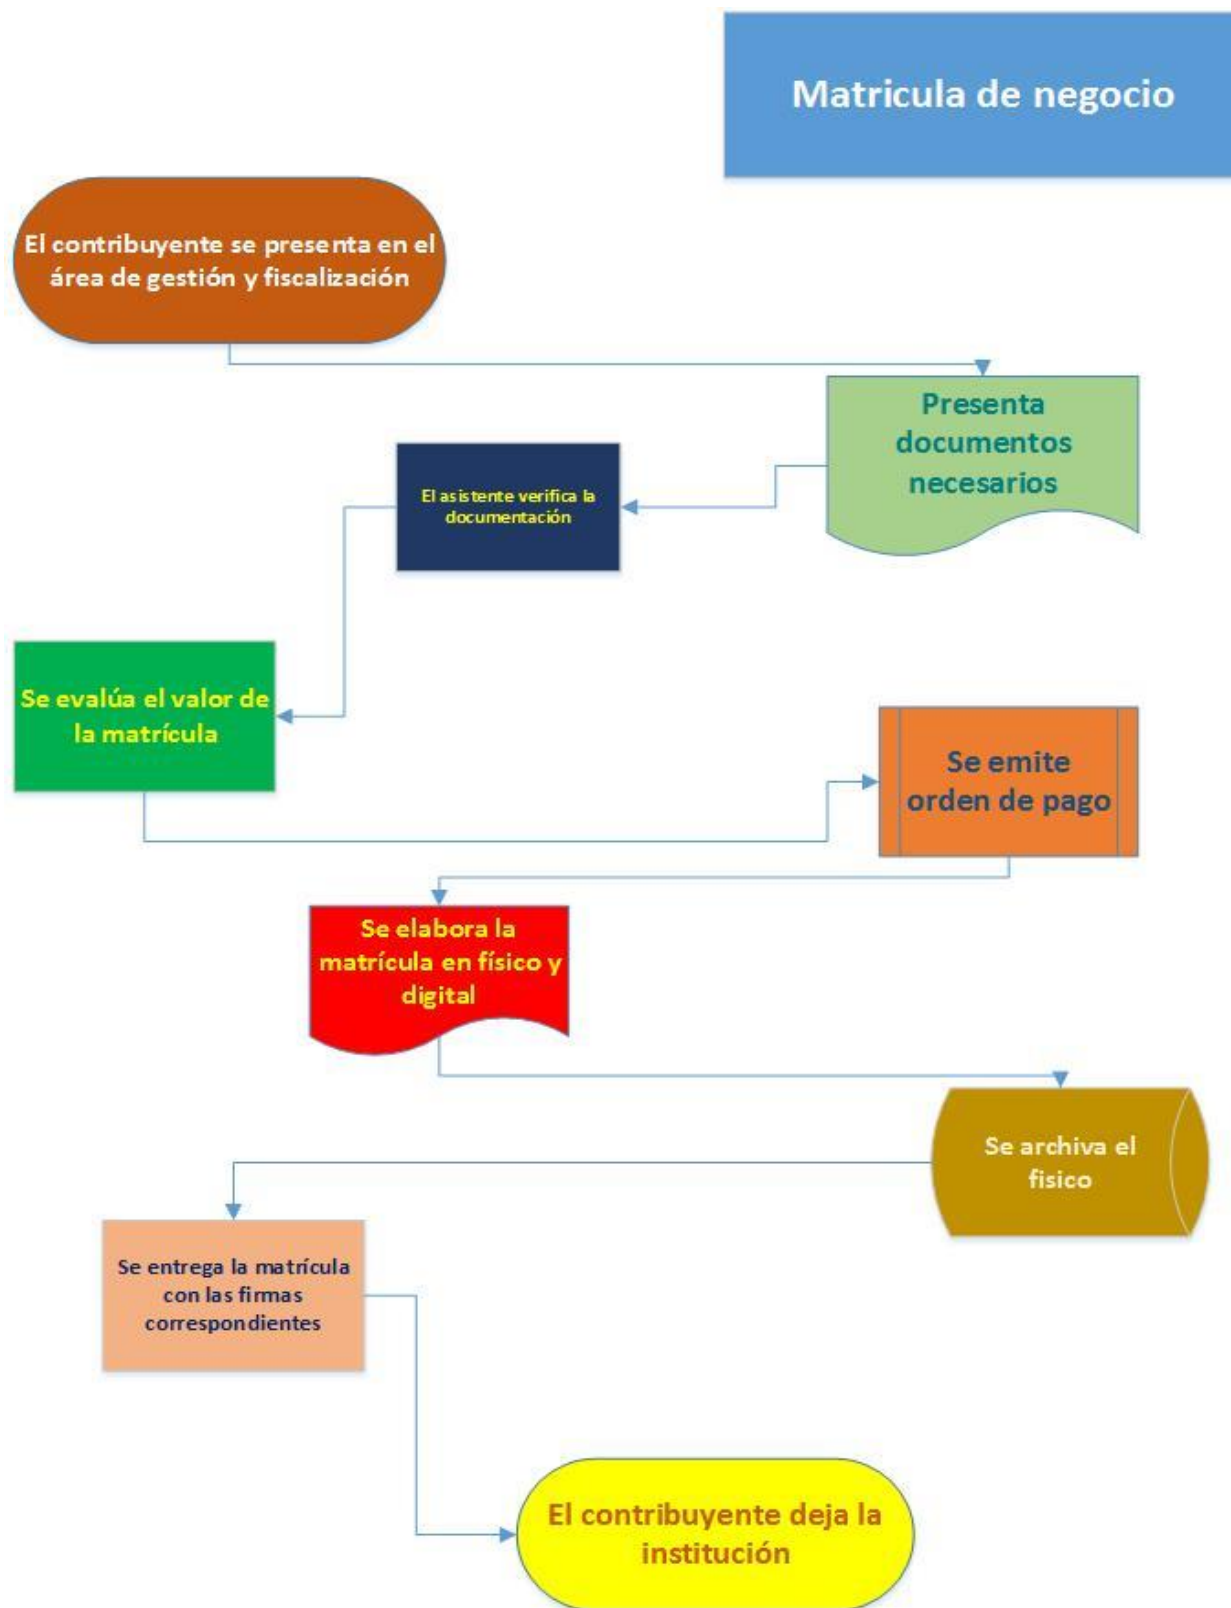 Matricula de negocio
El contribuyente se presenta en el
área de gestión y fiscalización
Presenta
documentos
necesarios
El asistente verifica la
documentación
Se evalúa el valor de
la matrícula
Se emite
orden de pago
Se elabora la
matrícula en físico y
digital
Se archiva el
fisico
Se entrega la matrícula
con las firmas
correspondientes
El contribuyente deja la
institución